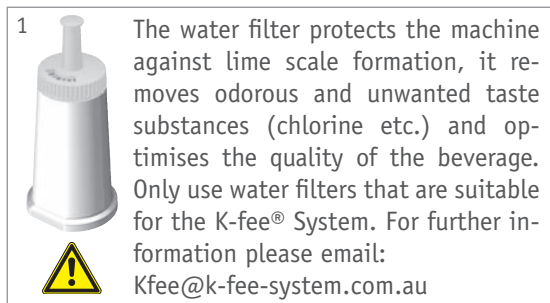 1
The water filter protects the machine
against lime scale formation, it re-
moves odorous and unwanted taste
substances (chlorine etc.) and op-
timises the quality of the beverage.
Only use water filters that are suitable
for the K-fee® System. For further in-
formation please email:
Kfee@k-fee-system.com.au